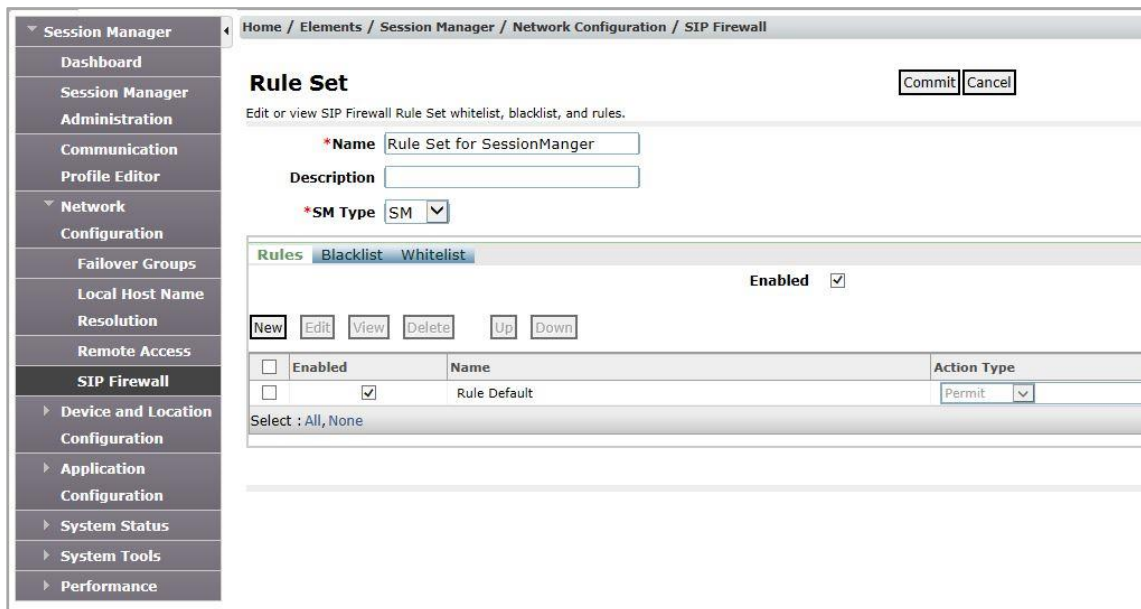 Session Manager
Dashboard
Session Manager
Administration
Communication
Profile Editor
Network
Configuration
Failover Groups
Local Host Name
Resolution
Remote Access
SIP Firewall
Device and Location
Configuration
Application
Configuration
System Status
System Tools
Performance
Home / Elements / Session Manager / Network Configuration / SIP Firewall
Rule Set
Commit Cancel
Edit or view SIP Firewall Rule Set whitelist, blacklist, and rules.
*Name Rule Set for SessionManger
Description
*SM Type SM
Rules Blacklist Whitelist
Enabled
New Edit View Delete Up Down
Enabled Name Action Type
Rule Default Permit
Select : All, None